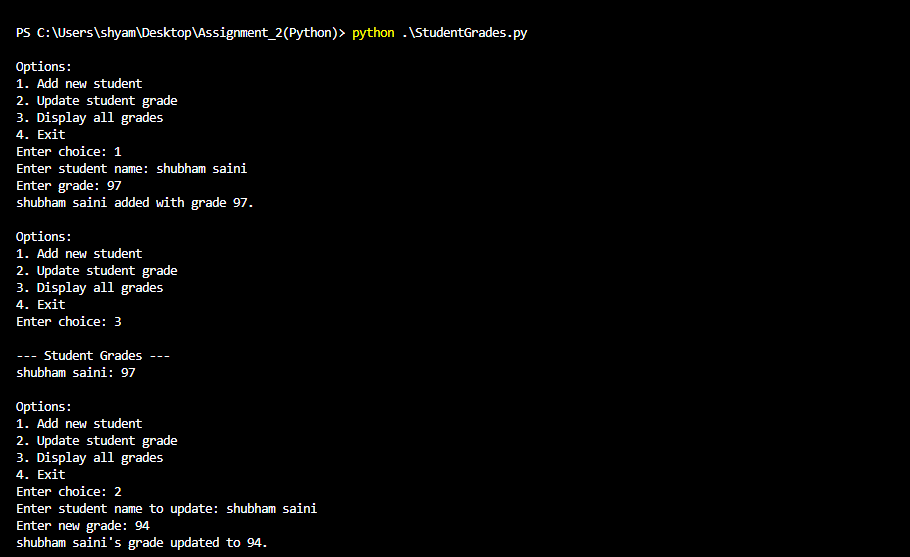 PS C:\Users\shyam\Desktop\Assignment_2(Python)> python .\StudentGrades.py
Options:
1. Add new student
2. Update student grade
3. Display all grades
4. Exit
Enter choice: 1
Enter student name: shubham saini
Enter grade: 97
shubham saini added with grade 97.
Options:
1. Add new student
2. Update student grade
3. Display all grades
4. Exit
Enter choice: 3
--- Student Grades ---
shubham saini: 97
Options:
1. Add new student
2. Update student grade
3. Display all grades
4. Exit
Enter choice: 2
Enter student name to update: shubham saini
Enter new grade: 94
shubham saini's grade updated to 94.